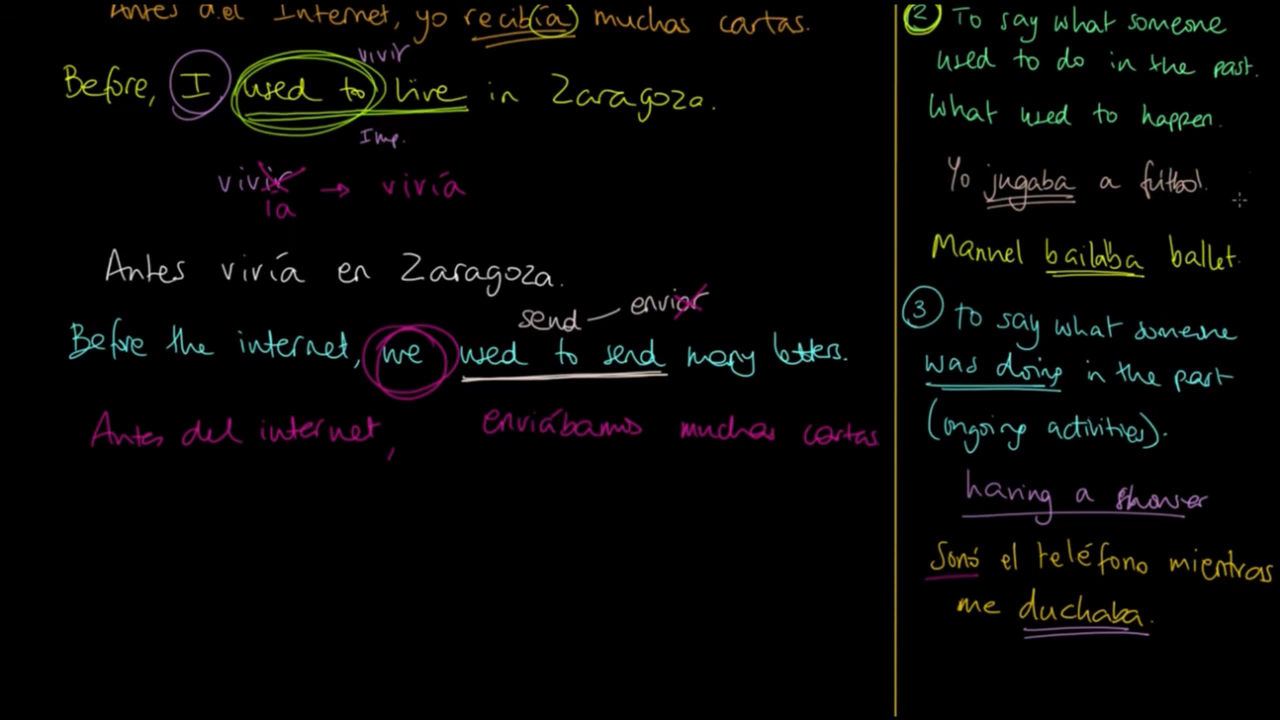 Antes del Internet, yo recibía muchas cartas.
vivir
Before, I used to live in Zaragoza.
Imp.
vivir → vivía
ía
Antes vivía en Zaragoza.
send — enviar
Before the internet, we used to send many letters.
Antes del internet, enviábamos muchas cartas
2 To say what someone
used to do in the past.
What used to happen.
Yo jugaba a fútbol.
Manuel bailaba ballet.
3 To say what someone
was doing in the past
(ongoing activities).
having a shower
Sonó el teléfono mientras
me duchaba.